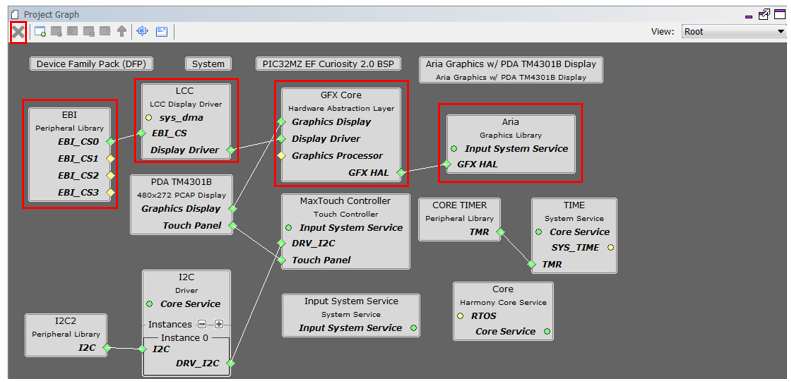 Project Graph
View: Root
Device Family Pack (DFP)
System
PIC32MZ EF Curiosity 2.0 BSP
Aria Graphics w/ PDA TM4301B Display
Aria Graphics w/ PDA TM4301B Display
EBI
Peripheral Library
EBI_CS0
EBI_CS1
EBI_CS2
EBI_CS3
LCC
LCC Display Driver
sys_dma
EBI_CS
Display Driver
GFX Core
Hardware Abstraction Layer
Graphics Display
Display Driver
Graphics Processor
GFX HAL
Aria
Graphics Library
Input System Service
GFX HAL
PDA TM4301B
480x272 PCAP Display
Graphics Display
Touch Panel
MaxTouch Controller
Touch Controller
Input System Service
DRV_I2C
Touch Panel
CORE TIMER
Peripheral Library
TMR
TIME
System Service
Core Service
SYS_TIME
TMR
I2C
Driver
Core Service
Instances
Instance 0
I2C
DRV_I2C
I2C2
Peripheral Library
I2C
Input System Service
System Service
Input System Service
Core
Harmony Core Service
RTOS
Core Service